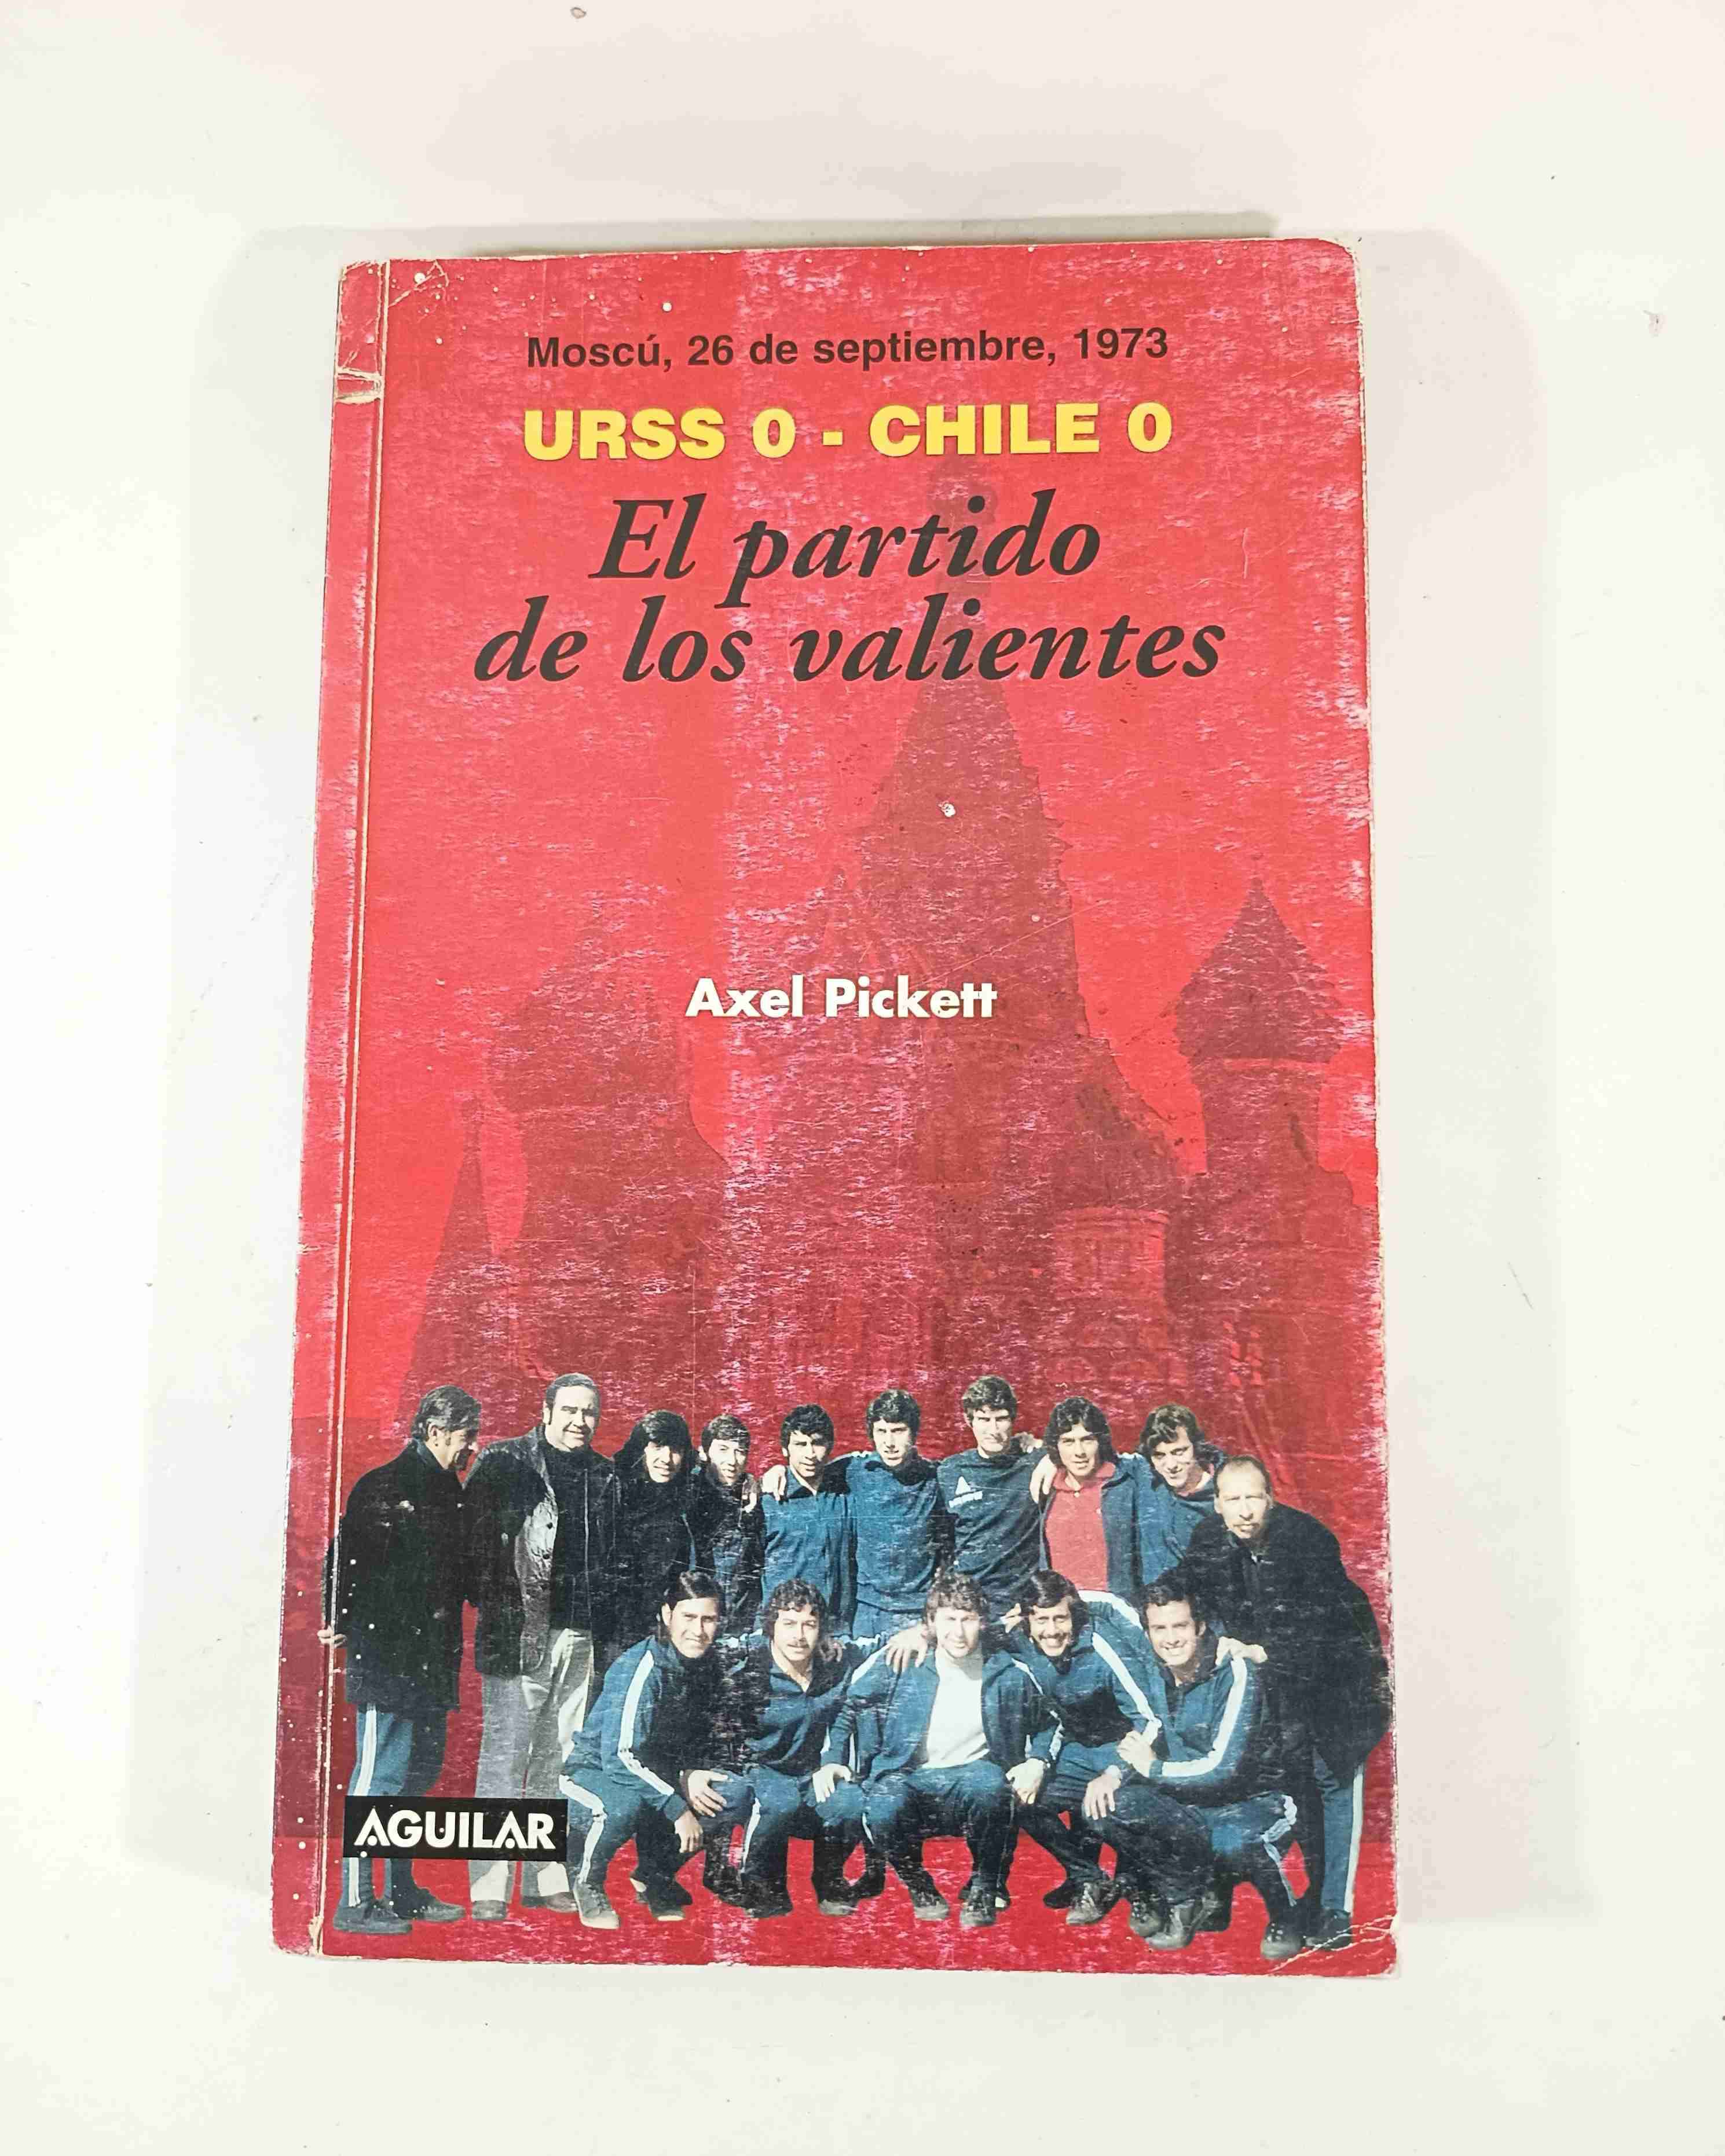 Moscú, 26 de septiembre, 1973
URSS 0 - CHILE 0
El partido
de los valientes
Axel Pickett
AGUILAR